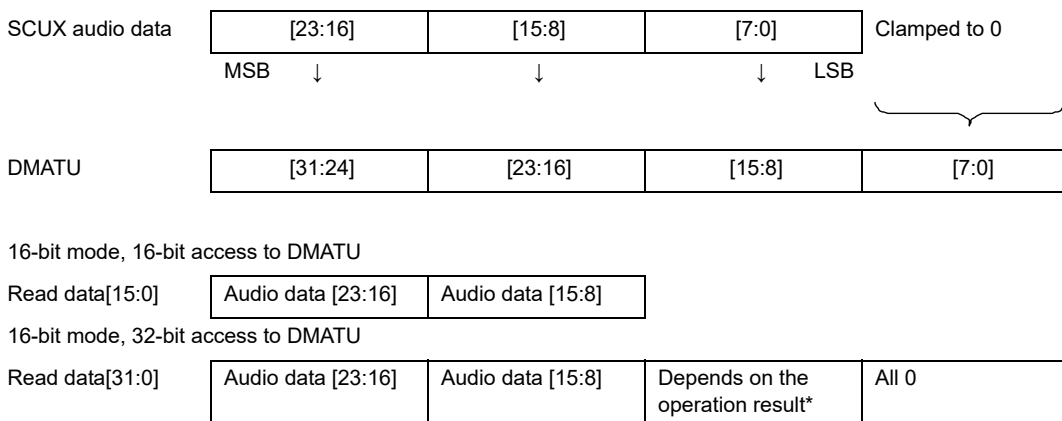 SCUX audio data [23:16] [15:8] [7:0] Clamped to 0
MSB ↓ ↓ ↓ LSB
DMATU [31:24] [23:16] [15:8] [7:0]
16-bit mode, 16-bit access to DMATU
Read data[15:0] Audio data [23:16] Audio data [15:8]
16-bit mode, 32-bit access to DMATU
Read data[31:0] Audio data [23:16] Audio data [15:8] Depends on the All 0
operation result*